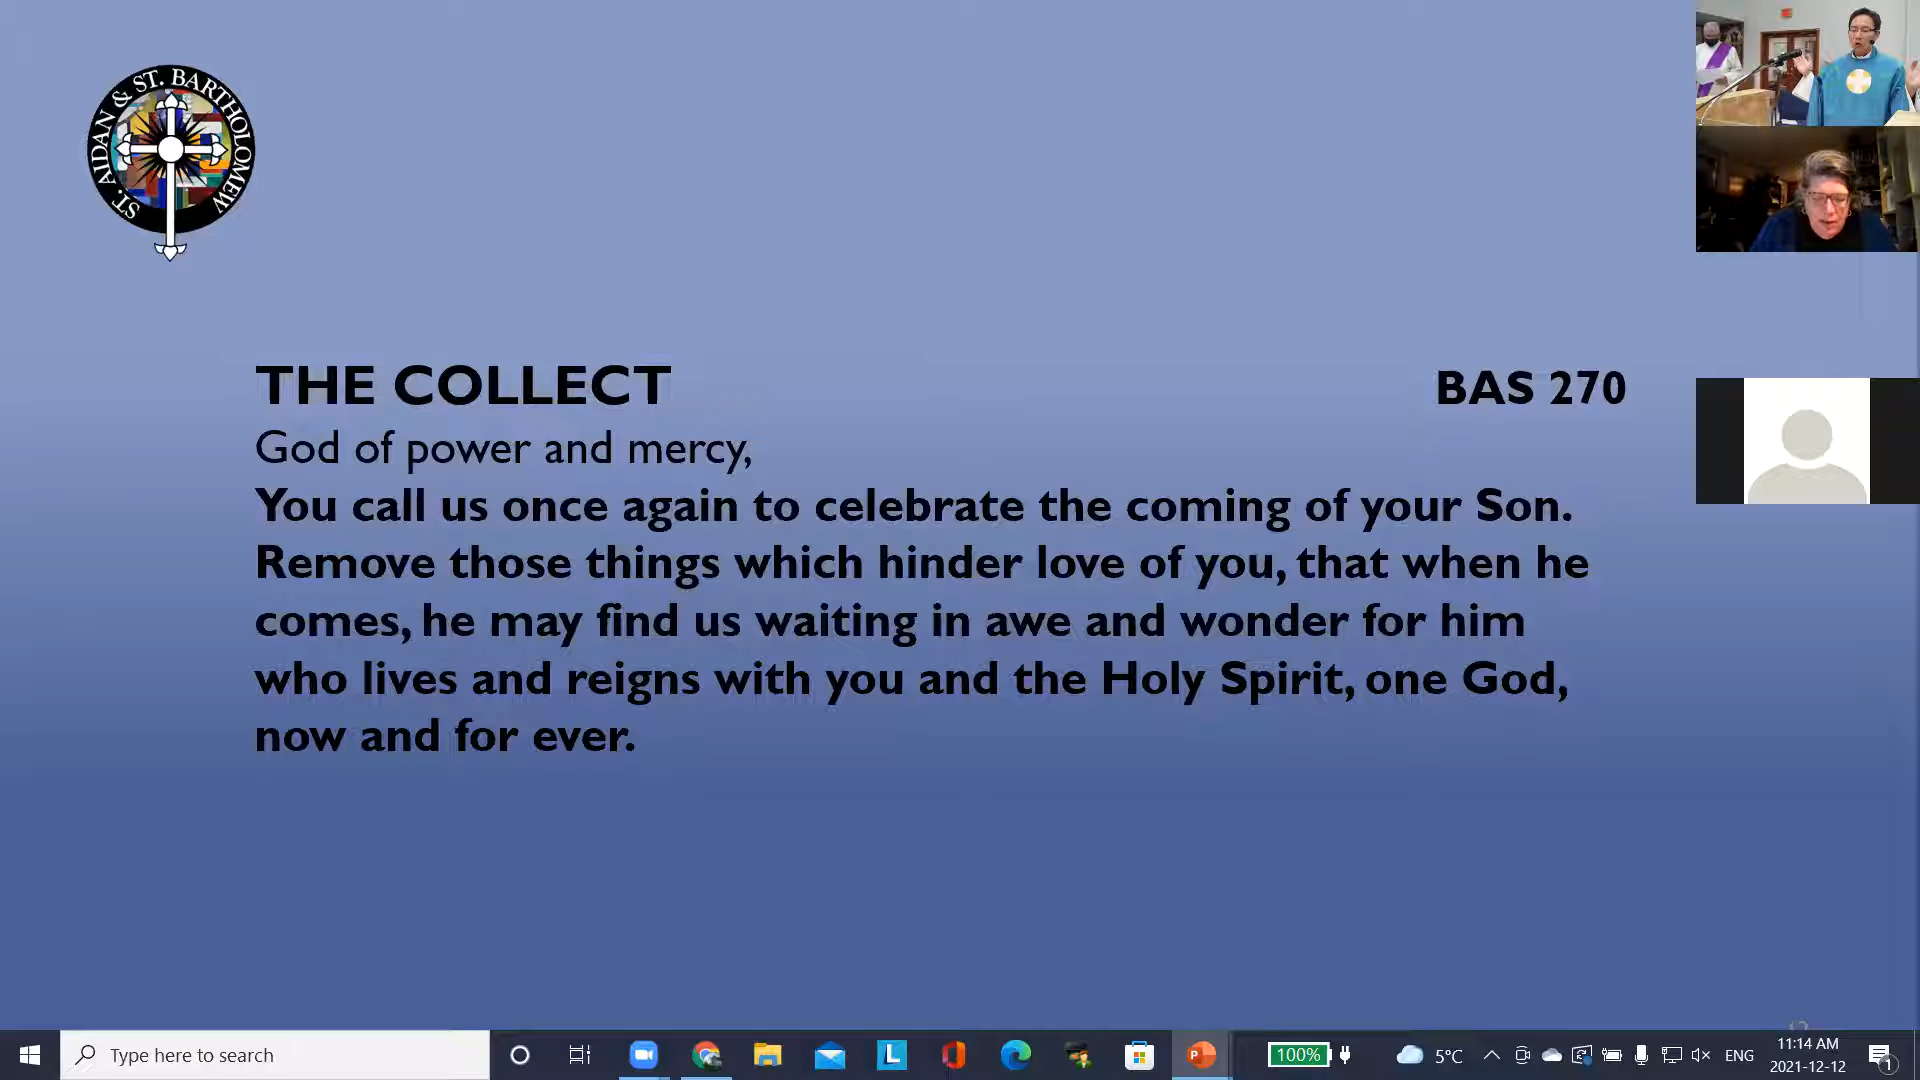 ST. AIDAN & ST. BARTHOLOMEW
THE COLLECT BAS 270
God of power and mercy,
You call us once again to celebrate the coming of your Son.
Remove those things which hinder love of you, that when he
comes, he may find us waiting in awe and wonder for him
who lives and reigns with you and the Holy Spirit, one God,
now and for ever.
Type here to search
L
P
100%
5°C
ENG
11:14 AM
2021-12-12
1